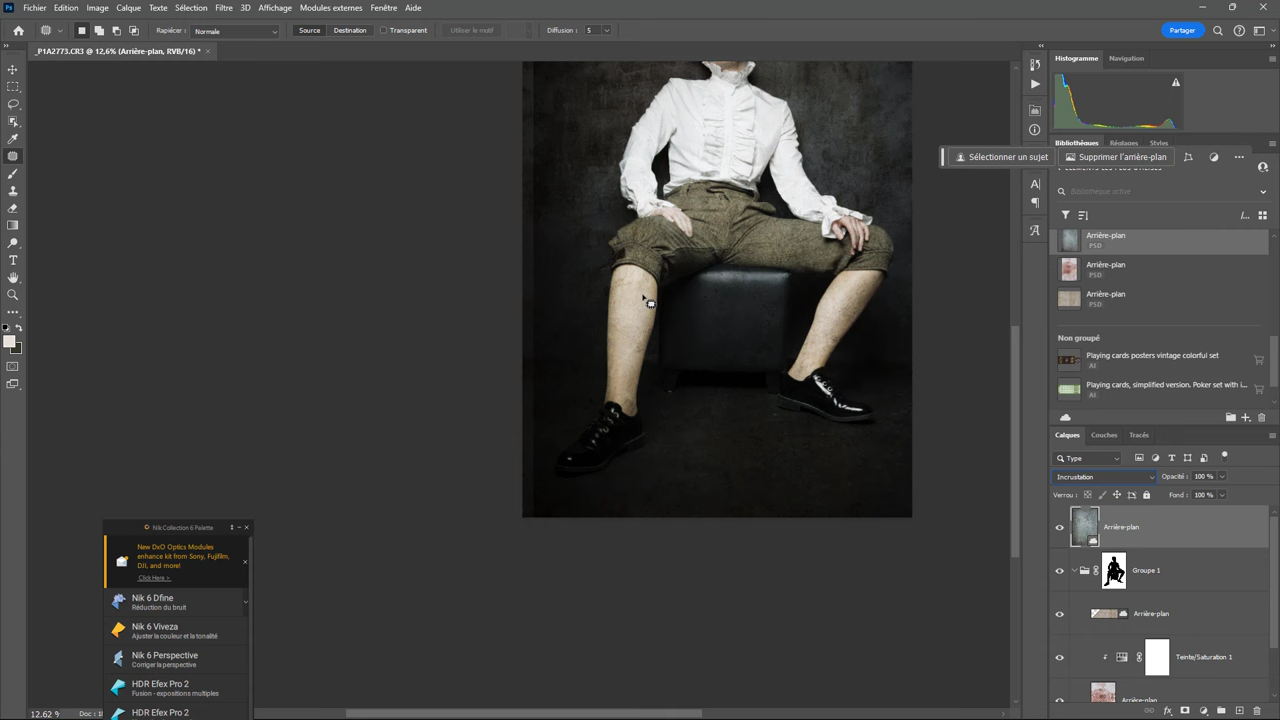 Fichier Edition Image Calque Texte Sélection Filtre 3D Affichage Modules externes Fenêtre Aide
Rapiécer : Normale Source Destination Transparent Utiliser le motif Diffusion : 5 Partager
_P1A2773.CR3 @ 12,6% (Arrière-plan, RVB/16) *
Histogramme Navigation
Bibliothèques Réglages Styles
Sélectionner un sujet Supprimer l'arrière-plan
Bibliothèque active
Arrière-plan
PSD
Arrière-plan
PSD
Arrière-plan
PSD
Non groupé
Playing cards posters vintage colorful set
AI
Playing cards, simplified version. Poker set with i...
AI
Calques Couches Tracés
Type
Incrustation Opacité : 100 %
Verrou : Fond : 100 %
Arrière-plan
Groupe 1
Arrière-plan
Teinte/Saturation 1
Arrière-plan
Nik Collection 6 Palette
New DxO Optics Modules
enhance kit from Sony, Fujifilm,
DJI, and more!
Click Here >
Nik 6 Dfine
Réduction du bruit
Nik 6 Viveza
Ajuster la couleur et la tonalité
Nik 6 Perspective
Corriger la perspective
HDR Efex Pro 2
Fusion - expositions multiples
HDR Efex Pro 2
12,62 %